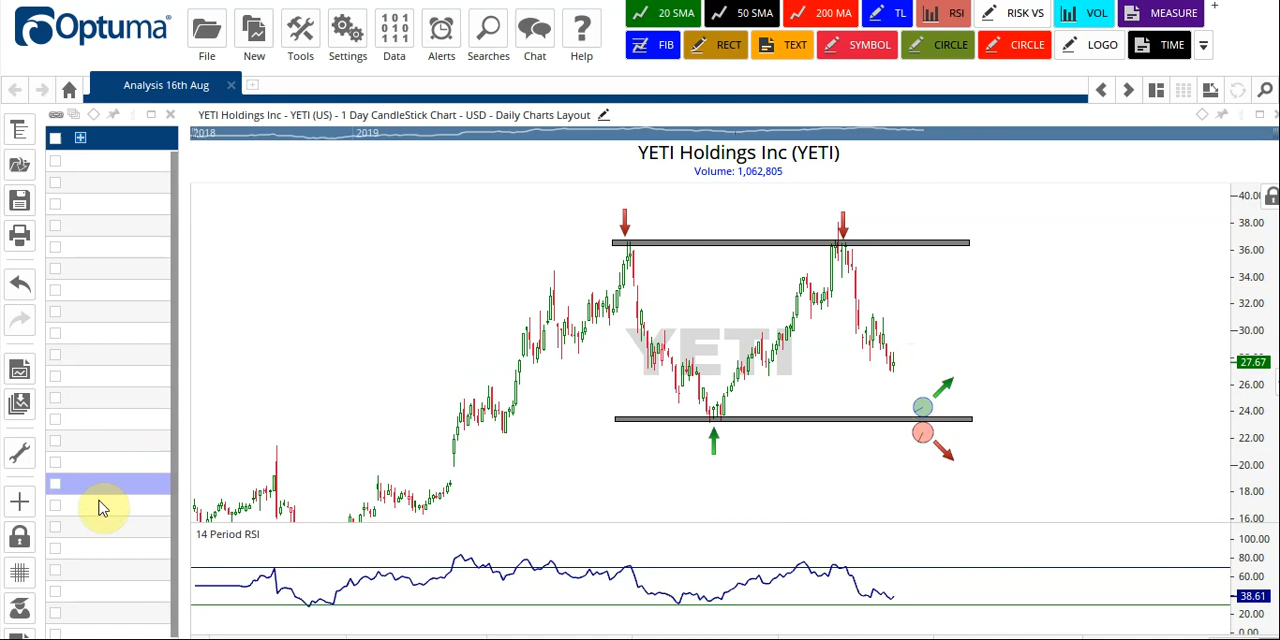 Optuma®
File
New
Tools
Settings
Data
Alerts
Searches
Chat
Help
20 SMA
50 SMA
200 MA
TL
RSI
RISK VS
VOL
MEASURE
FIB
RECT
TEXT
SYMBOL
CIRCLE
CIRCLE
LOGO
TIME
Analysis 16th Aug
YETI Holdings Inc - YETI (US) - 1 Day CandleStick Chart - USD - Daily Charts Layout
2018
2019
YETI Holdings Inc (YETI)
Volume: 1,062,805
YETI
40.00
38.00
36.00
34.00
32.00
30.00
27.67
26.00
24.00
22.00
20.00
18.00
16.00
14 Period RSI
100.00
80.00
60.00
38.61
20.00
0.00